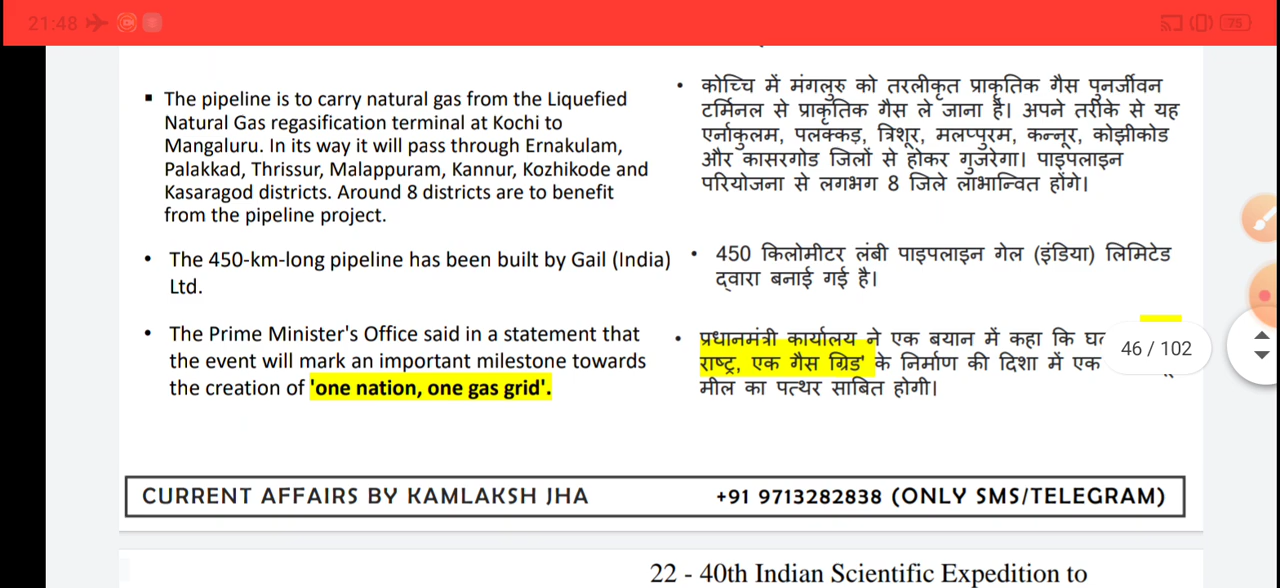 21:48
75
The pipeline is to carry natural gas from the Liquefied
Natural Gas regasification terminal at Kochi to
Mangaluru. In its way it will pass through Ernakulam,
Palakkad, Thrissur, Malappuram, Kannur, Kozhikode and
Kasaragod districts. Around 8 districts are to benefit
from the pipeline project.
• The 450-km-long pipeline has been built by Gail (India)
Ltd.
• The Prime Minister's Office said in a statement that
the event will mark an important milestone towards
the creation of 'one nation, one gas grid'.
• कोच्चि में मंगलुरु को तरलीकृत प्राकृतिक गैस पुनर्जीवन
टर्मिनल से प्राकृतिक गैस ले जाना है। अपने तरीके से यह
एर्नाकुलम, पलक्कड़, त्रिशूर, मलप्पुरम, कन्नूर, कोझीकोड
और कासरगोड जिलों से होकर गुजरेगा। पाइपलाइन
परियोजना से लगभग 8 जिले लाभान्वित होंगे।
• 450 किलोमीटर लंबी पाइपलाइन गेल (इंडिया) लिमिटेड
द्वारा बनाई गई है।
• प्रधानमंत्री कार्यालय ने एक बयान में कहा कि
राष्ट्र, एक गैस ग्रिड' के निर्माण की दिशा में एक
मील का पत्थर साबित होगी।
46 / 102
CURRENT AFFAIRS BY KAMLAKSH JHA +91 9713282838 (ONLY SMS/TELEGRAM)
22 - 40th Indian Scientific Expedition to